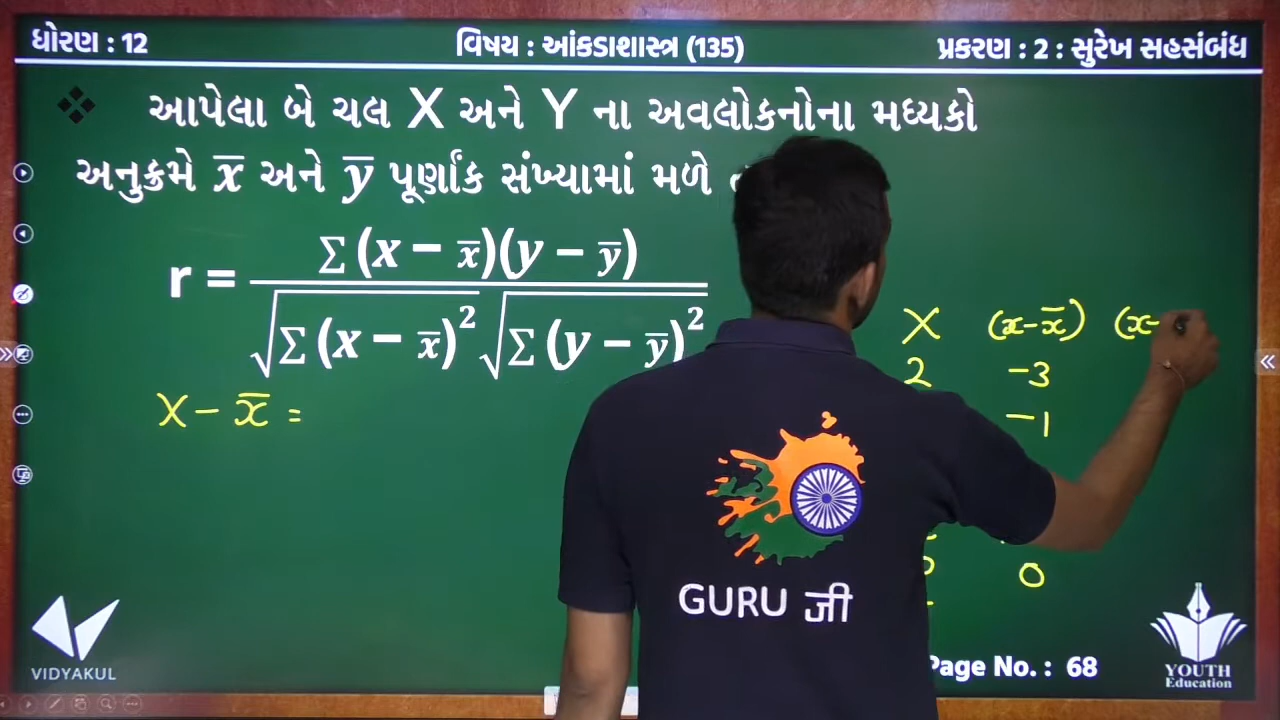 ધોરણ : 12
વિષય : આંકડાશાસ્ત્ર (135)
પ્રકરણ : 2 : સુરેખ સહસંબંધ
આપેલા બે ચલ X અને Y ના અવલોકનોના મધ્યકો
અનુક્રમે x̅ અને y̅ પૂર્ણાંક સંખ્યામાં મળે
r = Σ(x − x̅)(y − y̅) / √Σ(x − x̅)² √Σ(y − y̅)²
X − x̅ =
X (x-x̅) (x-
2 -3
-1
0
GURU जी
VIDYAKUL
Page No. : 68
YOUTH
Education